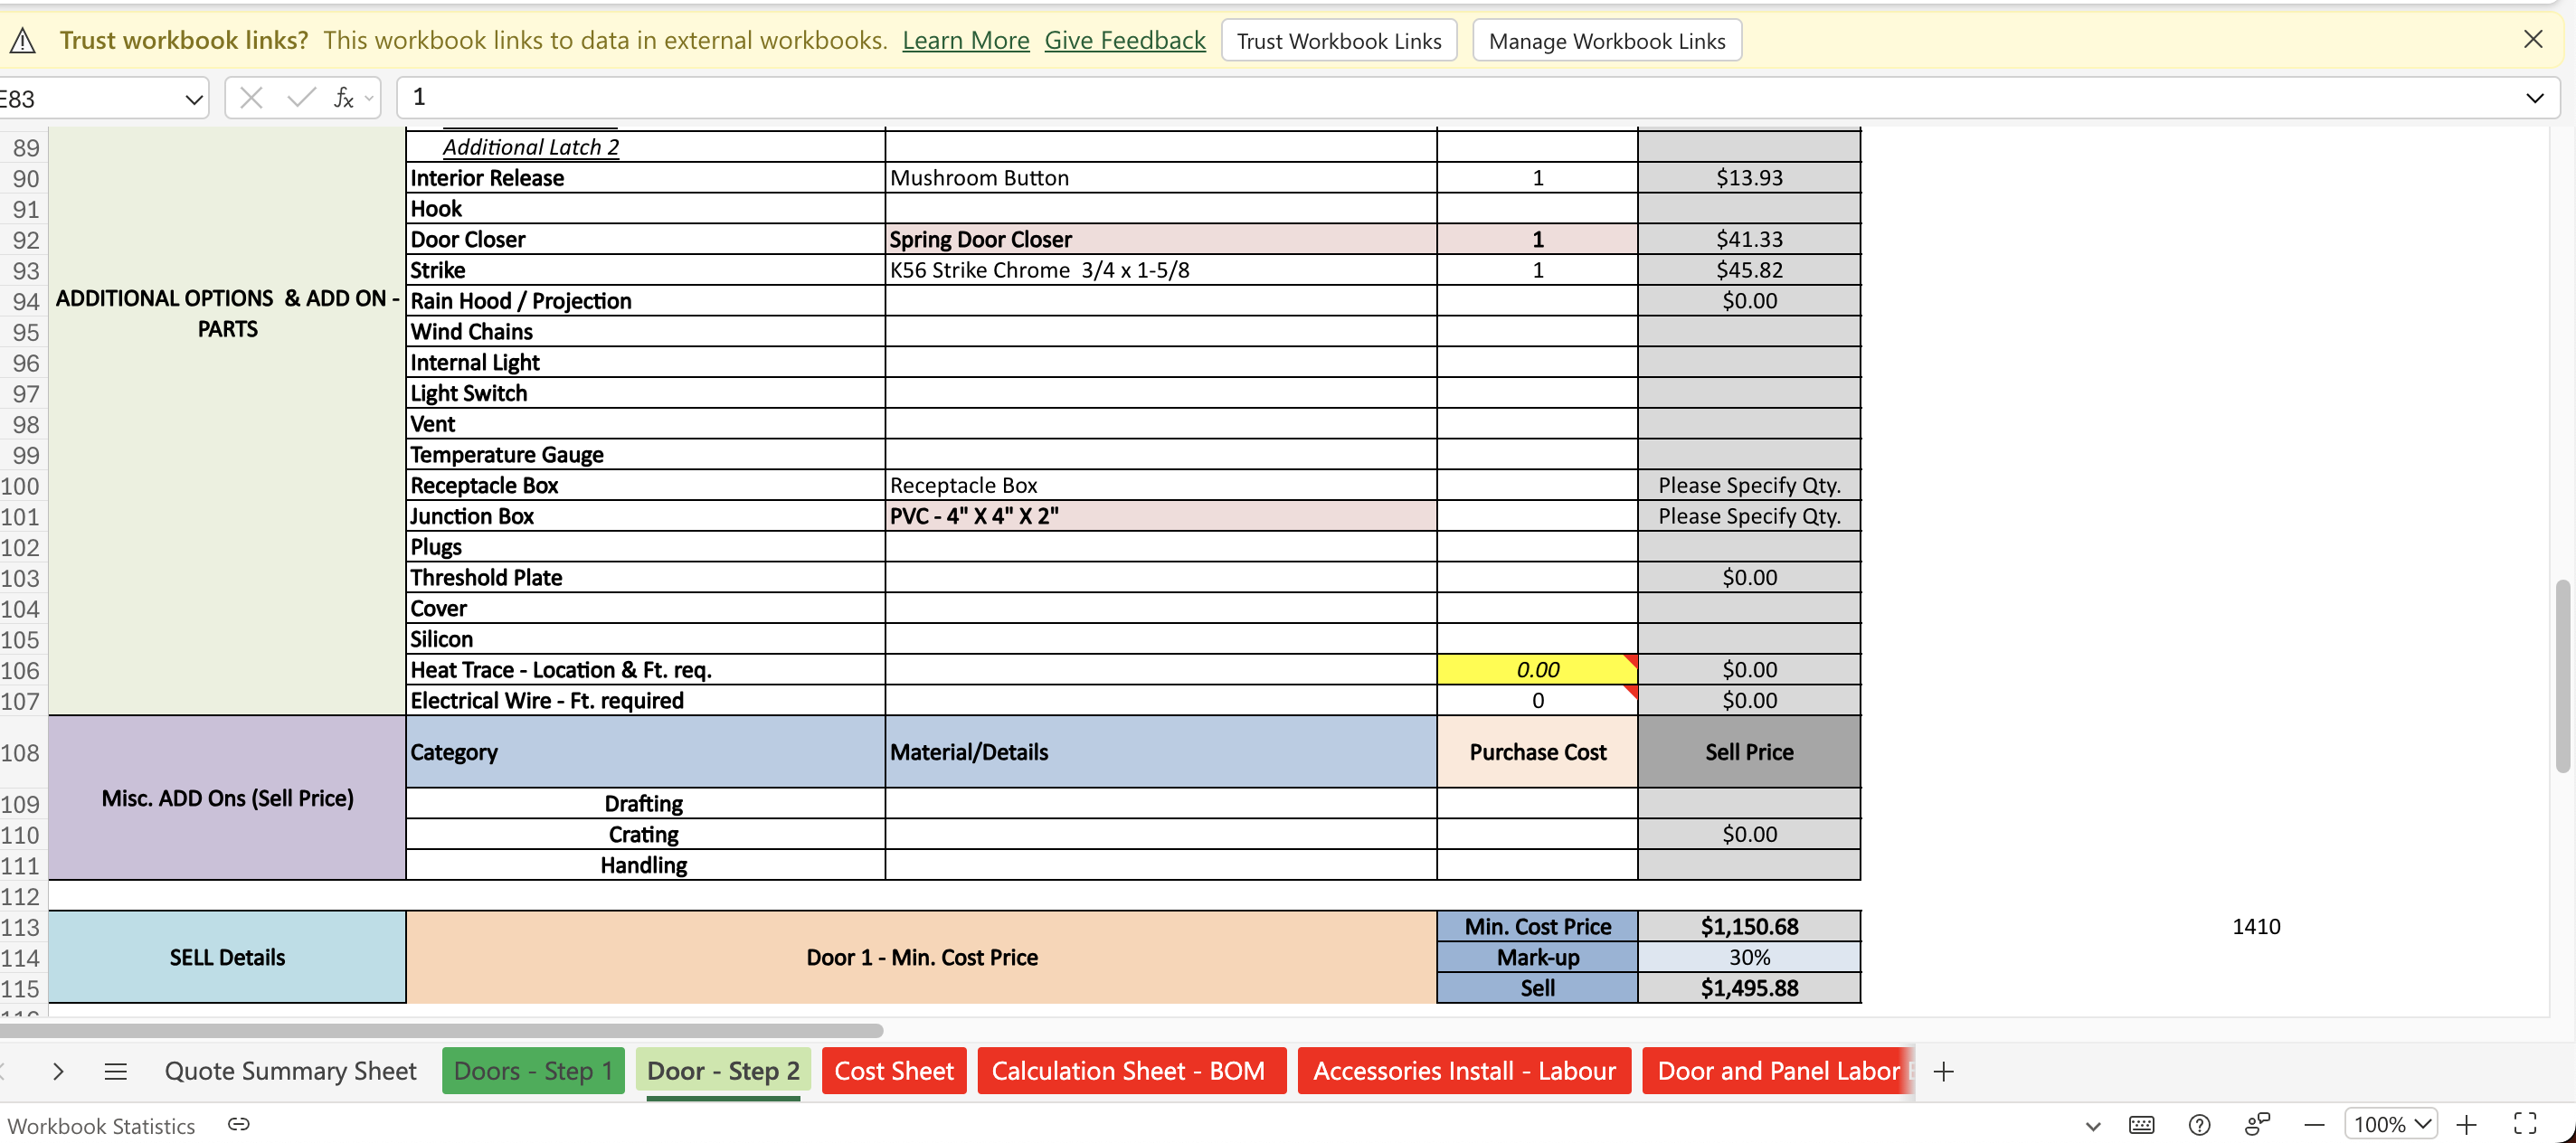 Trust workbook links? This workbook links to data in external workbooks. Learn More Give Feedback Trust Workbook Links Manage Workbook Links
E83 fx 1
89 Additional Latch 2
90 Interior Release Mushroom Button 1 $13.93
91 Hook
92 Door Closer Spring Door Closer 1 $41.33
93 Strike K56 Strike Chrome 3/4 x 1-5/8 1 $45.82
94 Rain Hood / Projection $0.00
ADDITIONAL OPTIONS & ADD ON -
PARTS
95 Wind Chains
96 Internal Light
97 Light Switch
98 Vent
99 Temperature Gauge
100 Receptacle Box Receptacle Box Please Specify Qty.
101 Junction Box PVC - 4" X 4" X 2" Please Specify Qty.
102 Plugs
103 Threshold Plate $0.00
104 Cover
105 Silicon
106 Heat Trace - Location & Ft. req. 0.00 $0.00
107 Electrical Wire - Ft. required 0 $0.00
108 Category Material/Details Purchase Cost Sell Price
Misc. ADD Ons (Sell Price)
109 Drafting
110 Crating $0.00
111 Handling
112
113 Min. Cost Price $1,150.68 1410
114 SELL Details Door 1 - Min. Cost Price Mark-up 30%
115 Sell $1,495.88
Quote Summary Sheet Doors - Step 1 Door - Step 2 Cost Sheet Calculation Sheet - BOM Accessories Install - Labour Door and Panel Labor
Workbook Statistics 100%